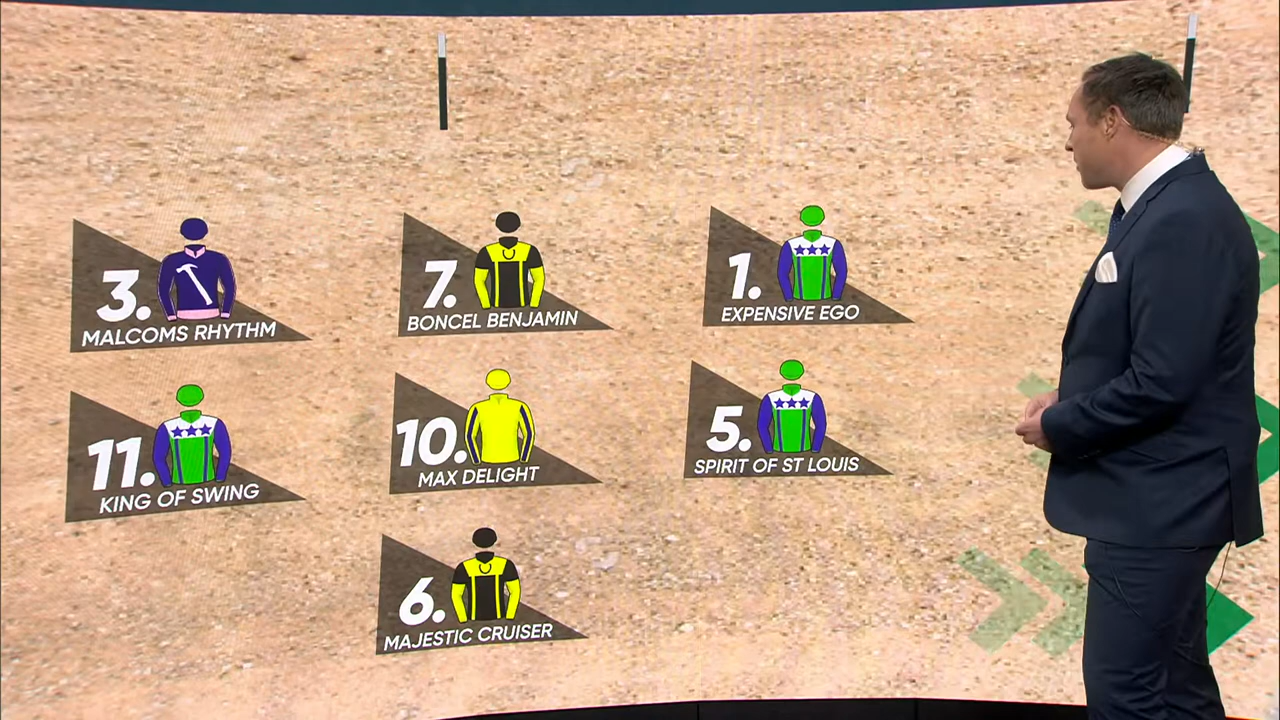 3.
MALCOMS RHYTHM
7.
BONCEL BENJAMIN
1.
EXPENSIVE EGO
11.
KING OF SWING
10.
MAX DELIGHT
5.
SPIRIT OF ST LOUIS
6.
MAJESTIC CRUISER